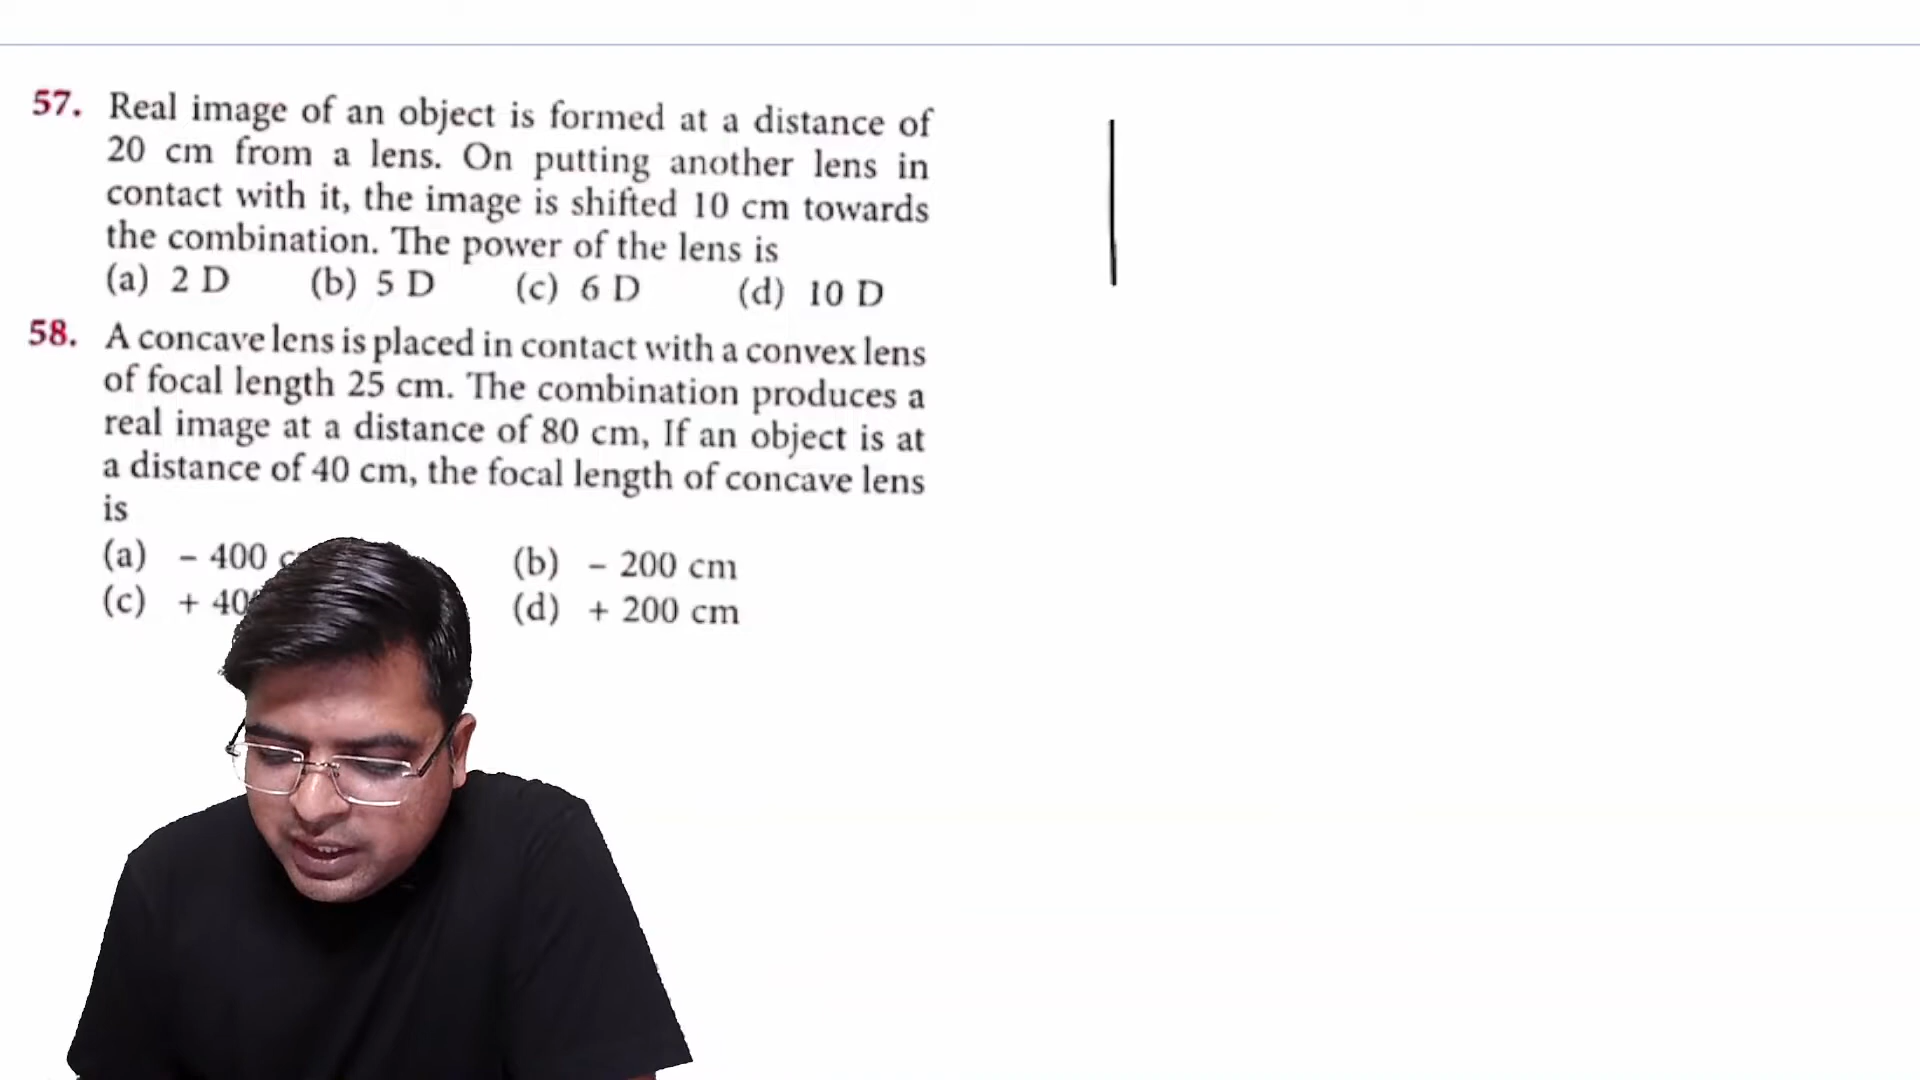 57. Real image of an object is formed at a distance of
20 cm from a lens. On putting another lens in
contact with it, the image is shifted 10 cm towards
the combination. The power of the lens is
(a) 2 D (b) 5 D (c) 6 D (d) 10 D
58. A concave lens is placed in contact with a convex lens
of focal length 25 cm. The combination produces a
real image at a distance of 80 cm, If an object is at
a distance of 40 cm, the focal length of concave lens
is
(a) - 400 (b) - 200 cm
(c) + (d) + 200 cm